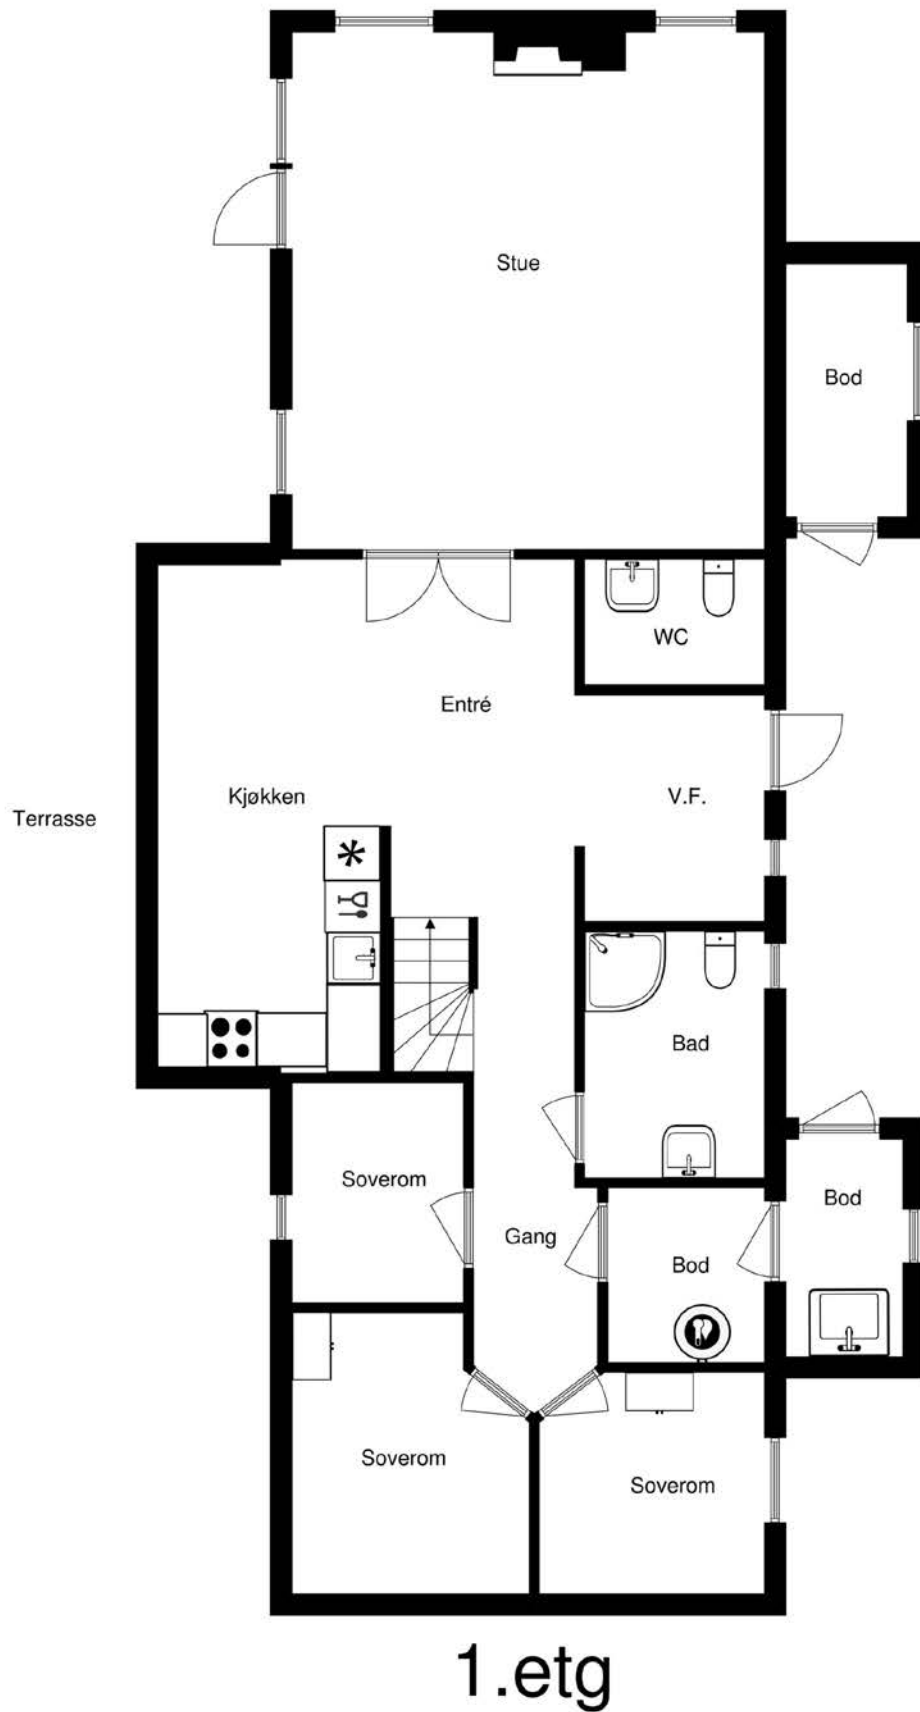 Stue
Bod
WC
Entré
Kjøkken
V.F.
Terrasse
Bad
Soverom
Bod
Gang
Bod
Soverom
Soverom
1.etg